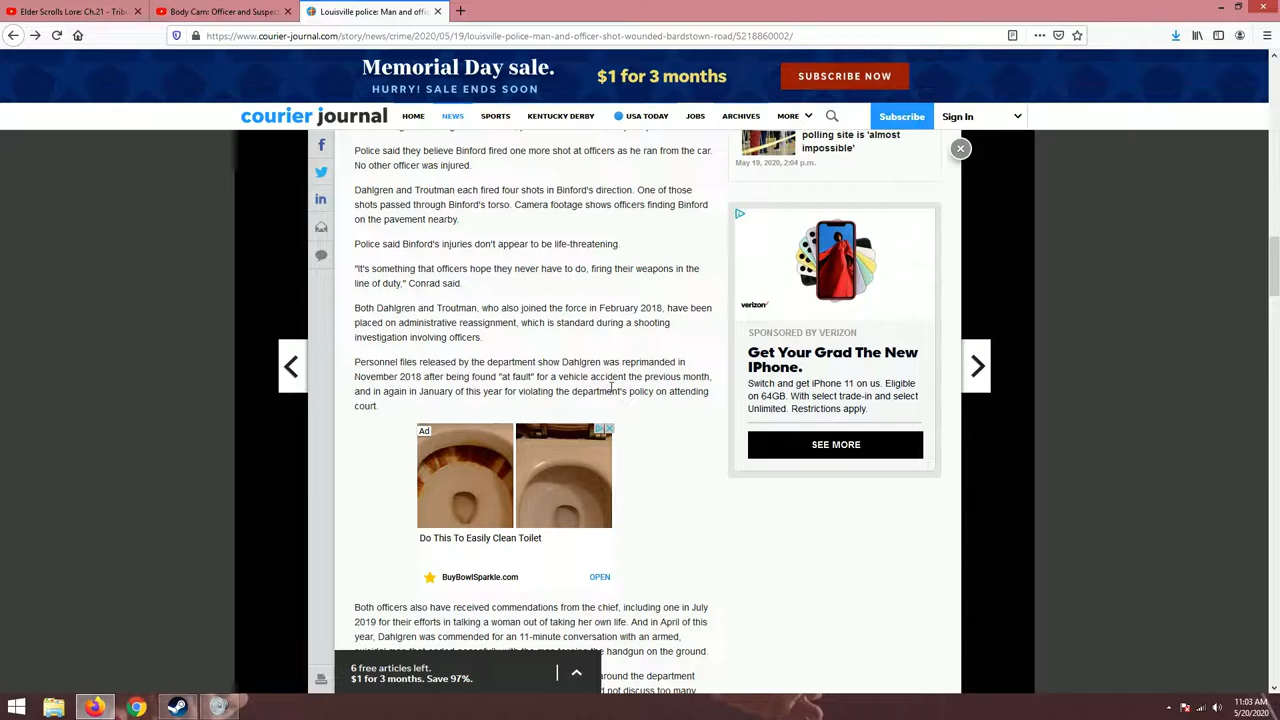 Elder Scrolls Lore: Ch.21 - T
Body Cam: Officer and Suspec
Louisville police: Man and offic
https://www.courier-journal.com/story/news/crime/2020/05/19/louisville-police-man-and-officer-shot-wounded-bardstown-road/5218860002/
Memorial Day sale.
HURRY! SALE ENDS SOON
$1 for 3 months
SUBSCRIBE NOW
courier journal
HOME NEWS SPORTS KENTUCKY DERBY USA TODAY JOBS ARCHIVES MORE
Subscribe
Sign In
Police said they believe Binford fired one more shot at officers as he ran from the car.
No other officer was injured.
Dahlgren and Troutman each fired four shots in Binford's direction. One of those
shots passed through Binford's torso. Camera footage shows officers finding Binford
on the pavement nearby.
Police said Binford's injuries don't appear to be life-threatening.
"It's something that officers hope they never have to do, firing their weapons in the
line of duty," Conrad said.
Both Dahlgren and Troutman, who also joined the force in February 2018, have been
placed on administrative reassignment, which is standard during a shooting
investigation involving officers.
Personnel files released by the department show Dahlgren was reprimanded in
November 2018 after being found "at fault" for a vehicle accident the previous month,
and in again in January of this year for violating the department's policy on attending
court.
Ad
Do This To Easily Clean Toilet
BuyBowlSparkle.com
OPEN
Both officers also have received commendations from the chief, including one in July
2019 for their efforts in talking a woman out of taking her own life. And in April of this
year, Dahlgren was commended for an 11-minute conversation with an armed,
handgun on the ground.
around the department
not discuss too many
6 free articles left.
$1 for 3 months. Save 97%.
polling site is 'almost
impossible'
May 19, 2020, 2:04 p.m.
verizon
SPONSORED BY VERIZON
Get Your Grad The New
iPhone.
Switch and get iPhone 11 on us. Eligible
on 64GB. With select trade-in and select
Unlimited. Restrictions apply.
SEE MORE
11:03 AM
5/20/2020